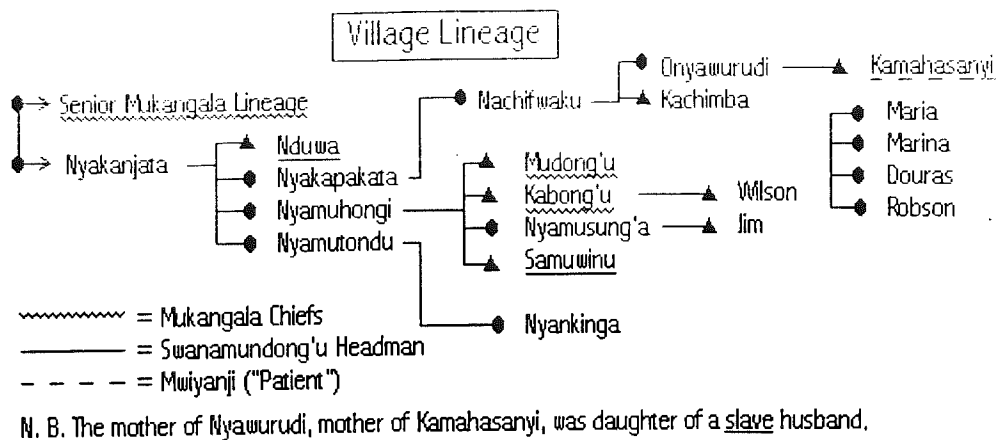 Village Lineage
Onyawurudi Kamahasanyi
Senior Mukangala Lineage Nachifwaku Kachimba
Maria
Nyakanjata Nduwa Mudong'u Marina
Nyakapakata Kabong'u Wilson Douras
Nyamuhongi Nyamusung'a Jim Robson
Nyamutondu Samuwinu
= Mukangala Chiefs Nyankinga
= Swanamundong'u Headman
= Mwiyanji ("Patient")
N. B. The mother of Nyawurudi, mother of Kamahasanyi, was daughter of a slave husband.